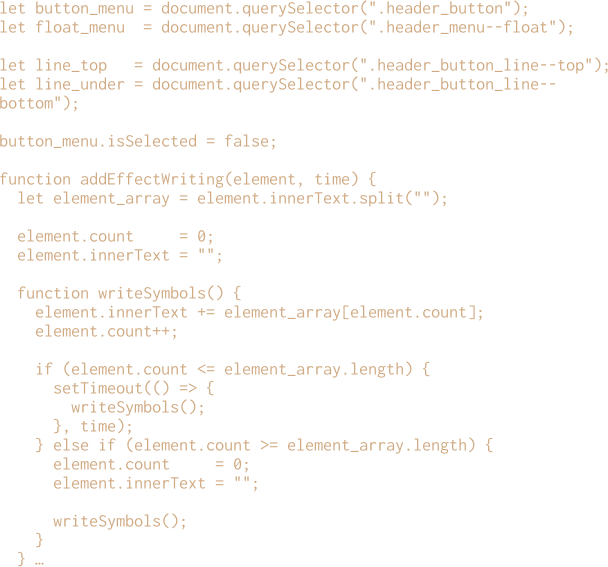 let button_menu = document.querySelector(".header_button");
let float_menu  = document.querySelector(".header_menu--float");

let line_top   = document.querySelector(".header_button_line--top");
let line_under = document.querySelector(".header_button_line--
bottom");

button_menu.isSelected = false;

function addEffectWriting(element, time) {
  let element_array = element.innerText.split("");

  element.count     = 0;
  element.innerText = "";

  function writeSymbols() {
    element.innerText += element_array[element.count];
    element.count++;

    if (element.count <= element_array.length) {
      setTimeout(() => {
        writeSymbols();
      }, time);
    } else if (element.count >= element_array.length) {
      element.count     = 0;
      element.innerText = "";

      writeSymbols();
    }
  } …